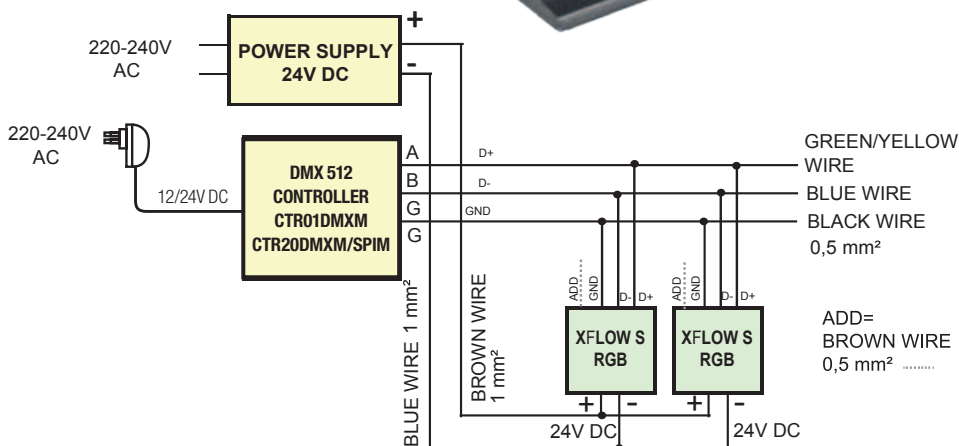 220-240V
AC
POWER SUPPLY
24V DC
+
-
220-240V
AC
12/24V DC
DMX 512
CONTROLLER
CTR01DMXM
CTR20DMXM/SPIM
A
B
G
G
D+
D-
GND
GREEN/YELLOW
WIRE
BLUE WIRE
BLACK WIRE
0,5 mm²
BLUE WIRE 1 mm²
BROWN WIRE
1 mm²
ADD
GND
D-
D+
XFLOW S
RGB
+
-
24V DC
ADD
GND
D-
D+
XFLOW S
RGB
+
-
24V DC
ADD=
BROWN WIRE
0,5 mm²